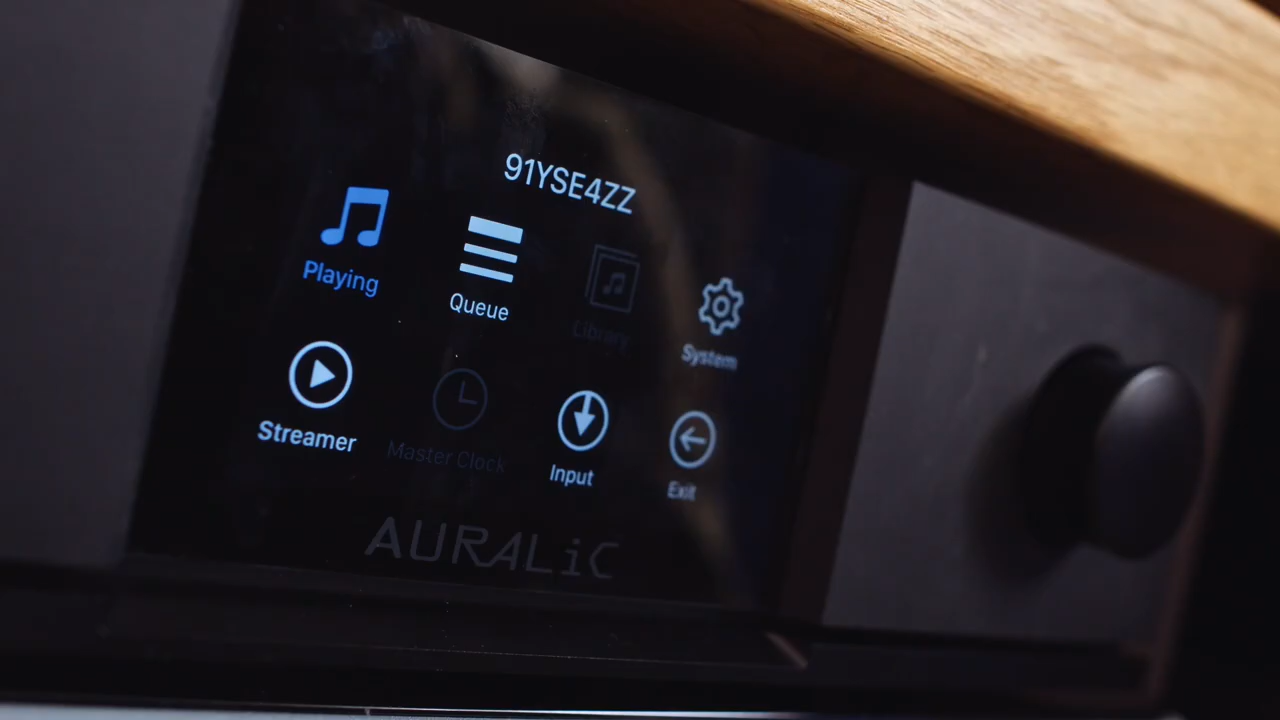 91YSE4ZZ
Playing
Queue
Library
System
Streamer
Master Clock
Input
Exit
AURALiC